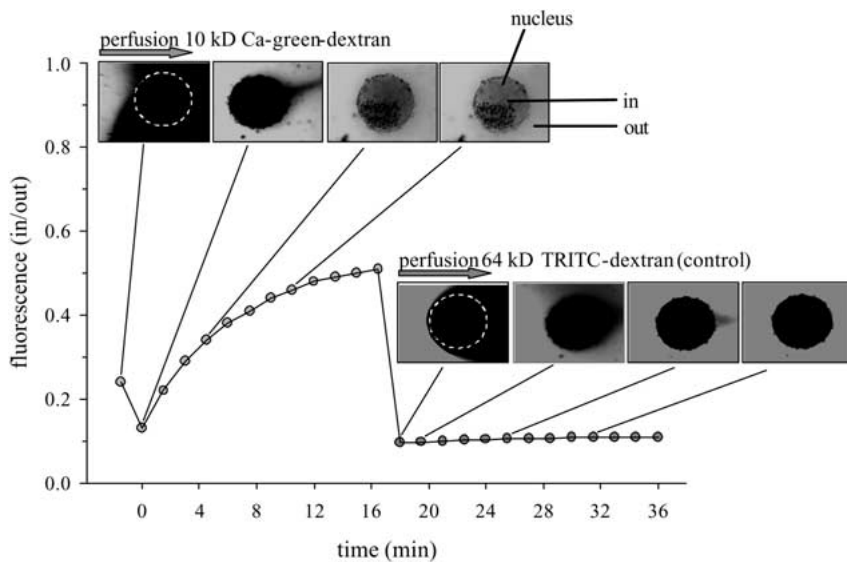 perfusion 10 kD Ca-green-dextran
nucleus
in
out
perfusion 64 kD TRITC-dextran (control)
fluorescence (in/out)
1.0
0.8
0.6
0.4
0.2
0.0
0 4 8 12 16 20 24 28 32 36
time (min)